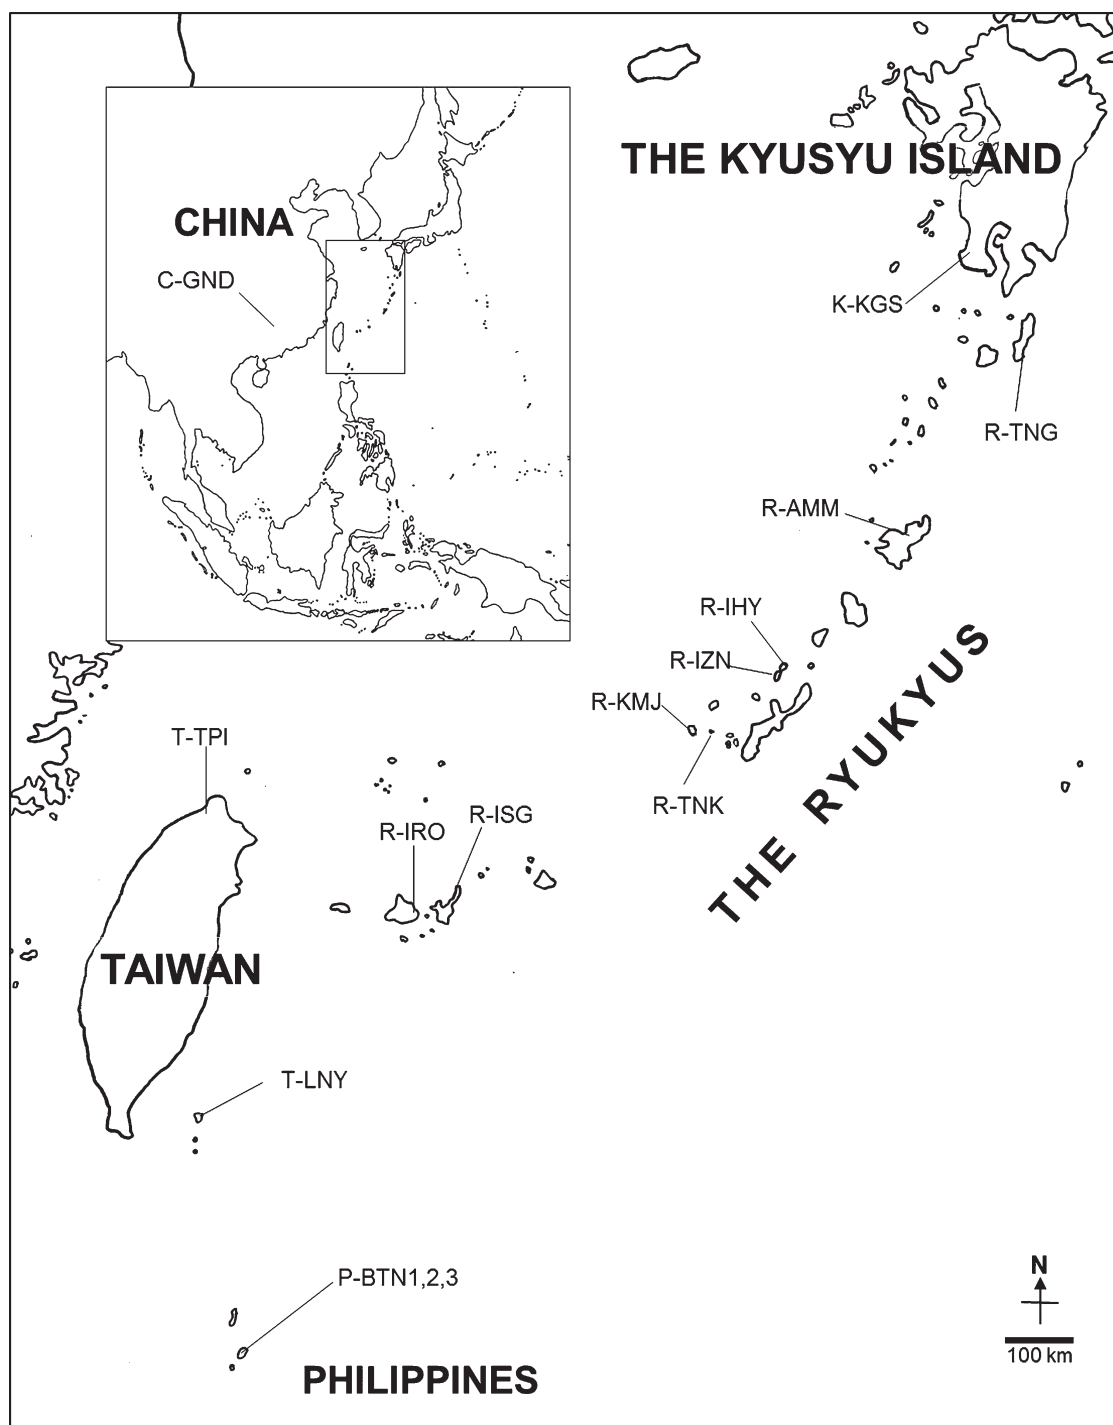 THE KYUSYU ISLAND
CHINA
C-GND
K-KGS
R-TNG
R-AMM
R-IHY
R-IZN
R-KMJ
R-TNK
THE RYUKYUS
T-TPI
R-IRO
R-ISG
TAIWAN
T-LNY
P-BTN1,2,3
PHILIPPINES
N
100 km